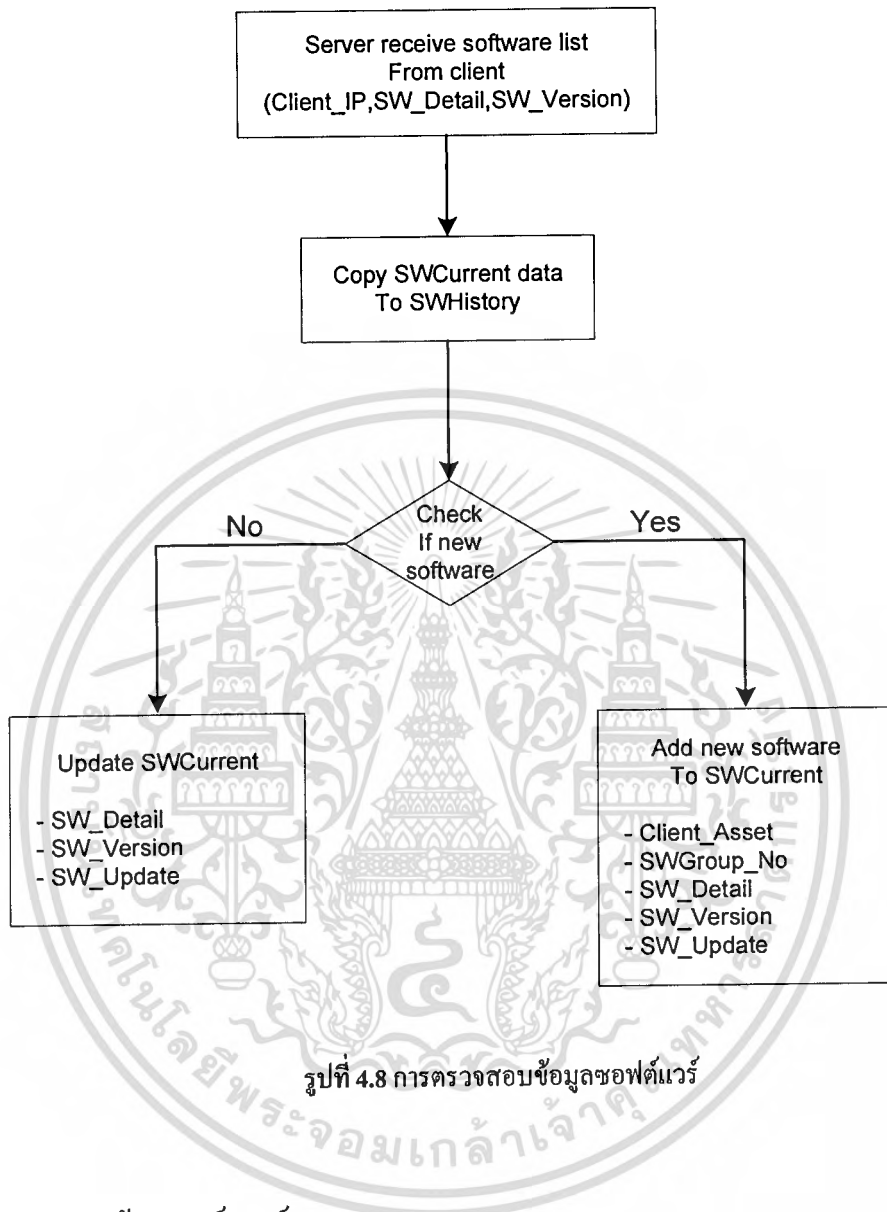 Server receive software list
From client
(Client_IP,SW_Detail,SW_Version)
Copy SWCurrent data
To SWHistory
Check
If new
software
No
Yes
Update SWCurrent
- SW_Detail
- SW_Version
- SW_Update
Add new software
To SWCurrent
- Client_Asset
- SWGroup_No
- SW_Detail
- SW_Version
- SW_Update
รูปที่ 4.8 การตรวจสอบข้อมูลซอฟต์แวร์